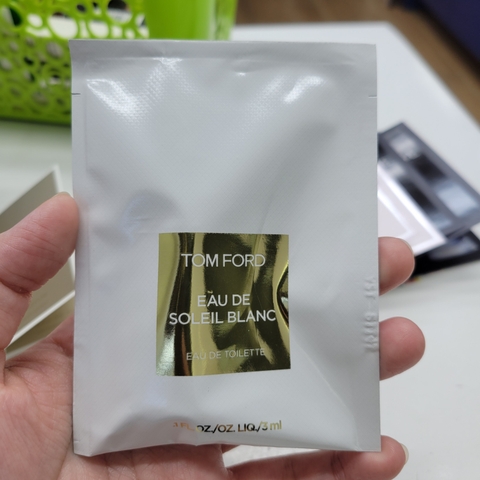 TOM FORD
EAU DE
SOLEIL BLANC
EAU DE TOILETTE
OZ./OZ. LIQ./3 ml